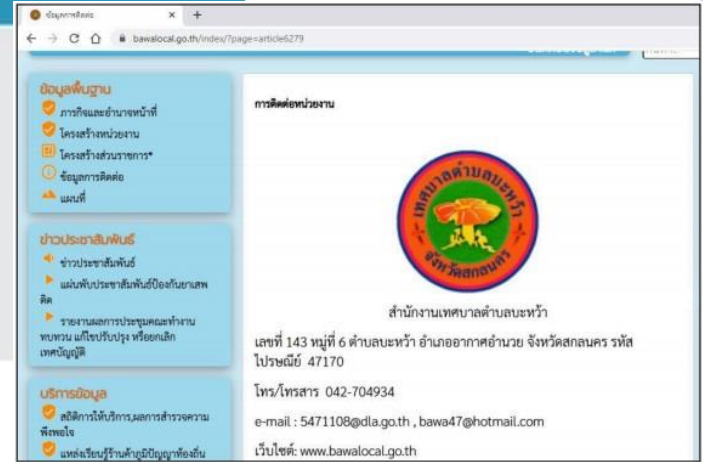 ข้อมูลการติดต่อ
bawalocal.go.th/index/?page=article6279
ข้อมูลพื้นฐาน
ภารกิจและอำนาจหน้าที่
โครงสร้างหน่วยงาน
โครงสร้างส่วนราชการ*
ข้อมูลการติดต่อ
แผนที่
ข่าวประชาสัมพันธ์
ข่าวประชาสัมพันธ์
แผ่นพับประชาสัมพันธ์ป้องกันยาเสพ
ติด
รายงานผลการประชุมคณะทำงาน
ทบทวน แก้ไขปรับปรุง หรือยกเลิก
เทศบัญญัติ
บริการข้อมูล
สถิติการให้บริการ,ผลการสำรวจความ
พึงพอใจ
แหล่งเรียนรู้ร้านค้าภูมิปัญญาท้องถิ่น
การติดต่อหน่วยงาน
เทศบาลตำบลบะหว้า
จังหวัดสกลนคร
สำนักงานเทศบาลตำบลบะหว้า
เลขที่ 143 หมู่ที่ 6 ตำบลบะหว้า อำเภออากาศอำนวย จังหวัดสกลนคร รหัส
ไปรษณีย์ 47170
โทร/โทรสาร 042-704934
e-mail : 5471108@dla.go.th , bawa47@hotmail.com
เว็บไซต์: www.bawalocal.go.th